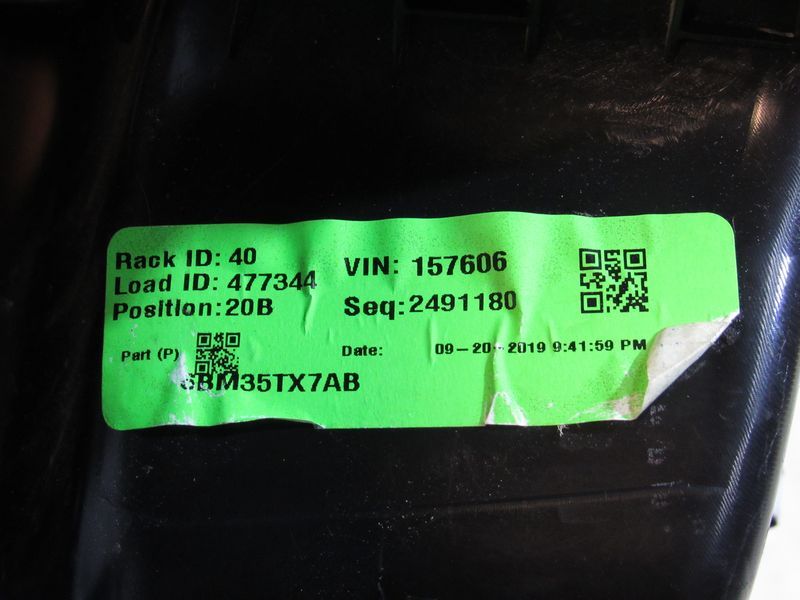 Rack ID: 40
Load ID: 477344
Position:20B
VIN: 157606
Seq:2491180
Part (P)
6BM35TX7AB
Date: 09-20-2019 9:41:59 PM